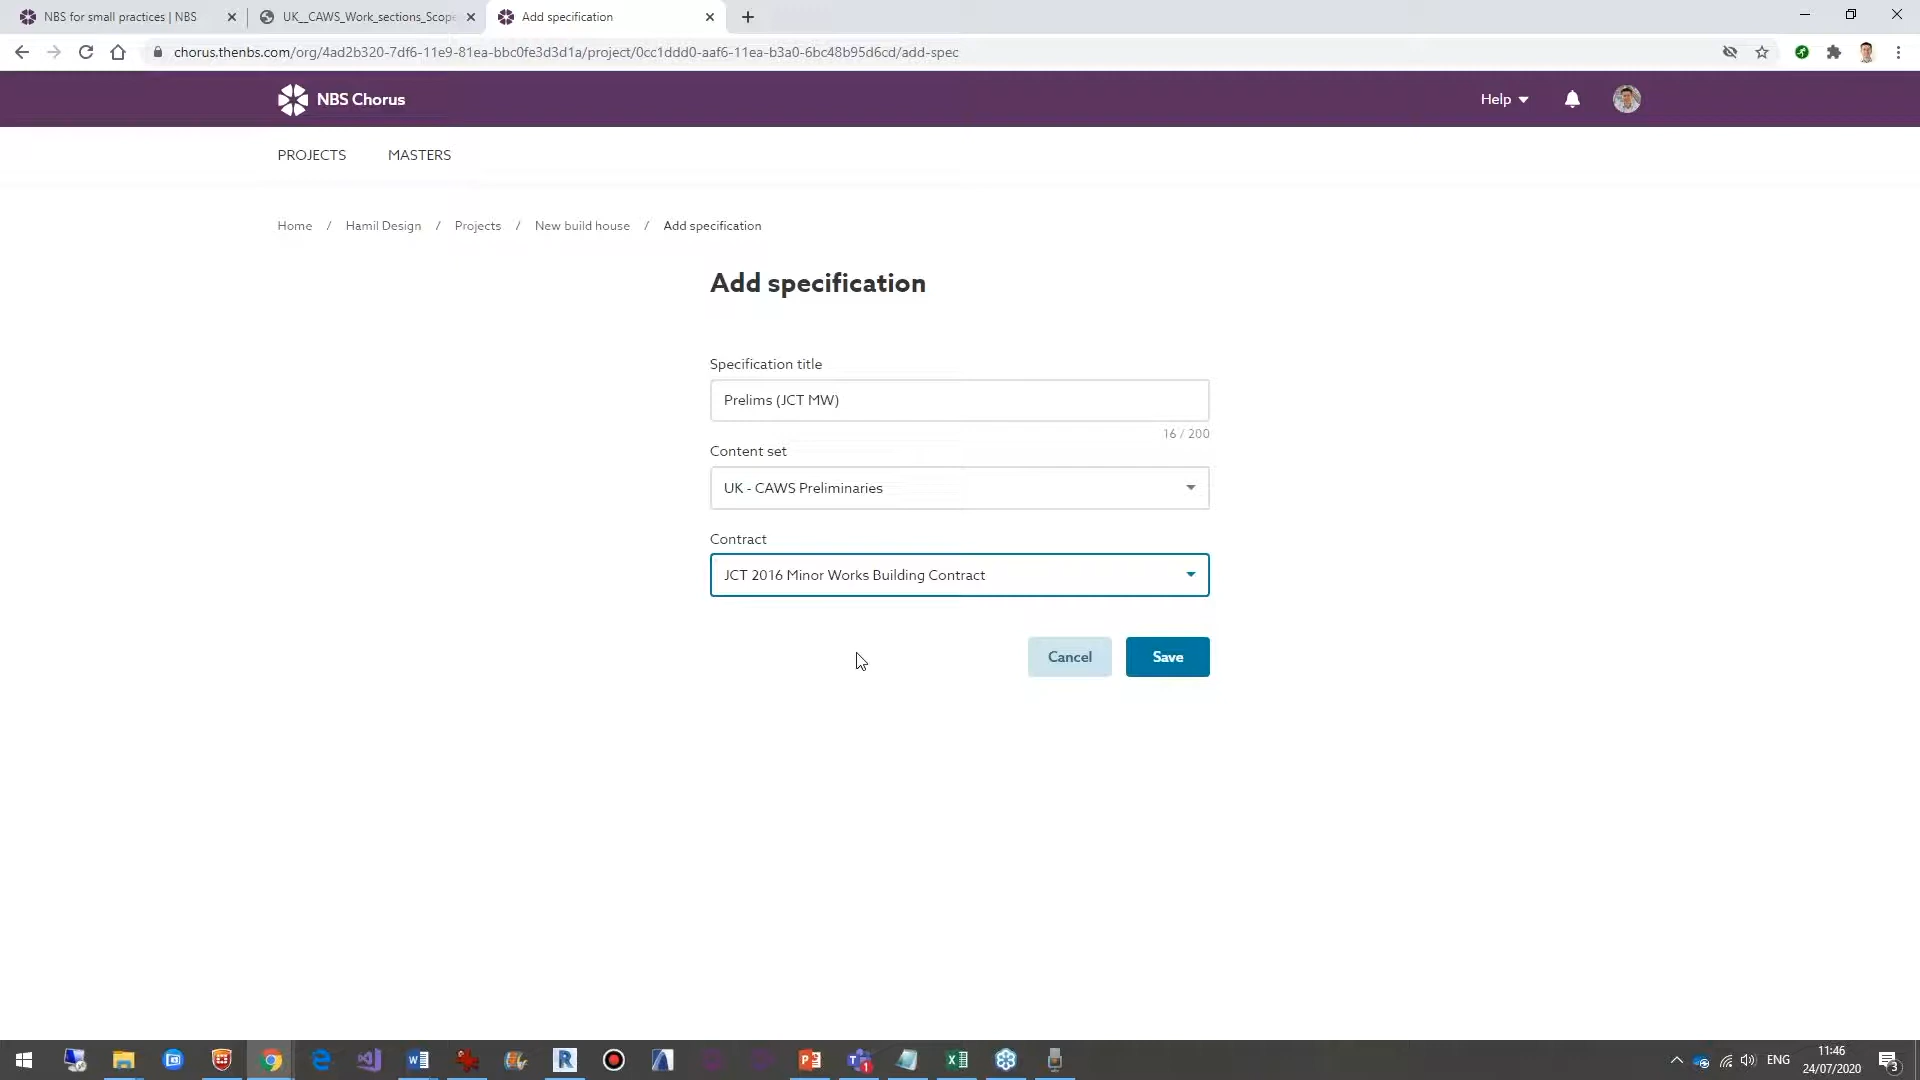 NBS for small practices | NBS
UK__CAWS_Work_sections_Scope
Add specification
chorus.thenbs.com/org/4ad2b320-7df6-11e9-81ea-bbc0fe3d3d1a/project/0cc1ddd0-aaf6-11ea-b3a0-6bc48b95d6cd/add-spec
NBS Chorus
Help
PROJECTS MASTERS
Home / Hamil Design / Projects / New build house / Add specification
Add specification
Specification title
Prelims (JCT MW)
16 / 200
Content set
UK - CAWS Preliminaries
Contract
JCT 2016 Minor Works Building Contract
Cancel Save
ENG
11:46
24/07/2020